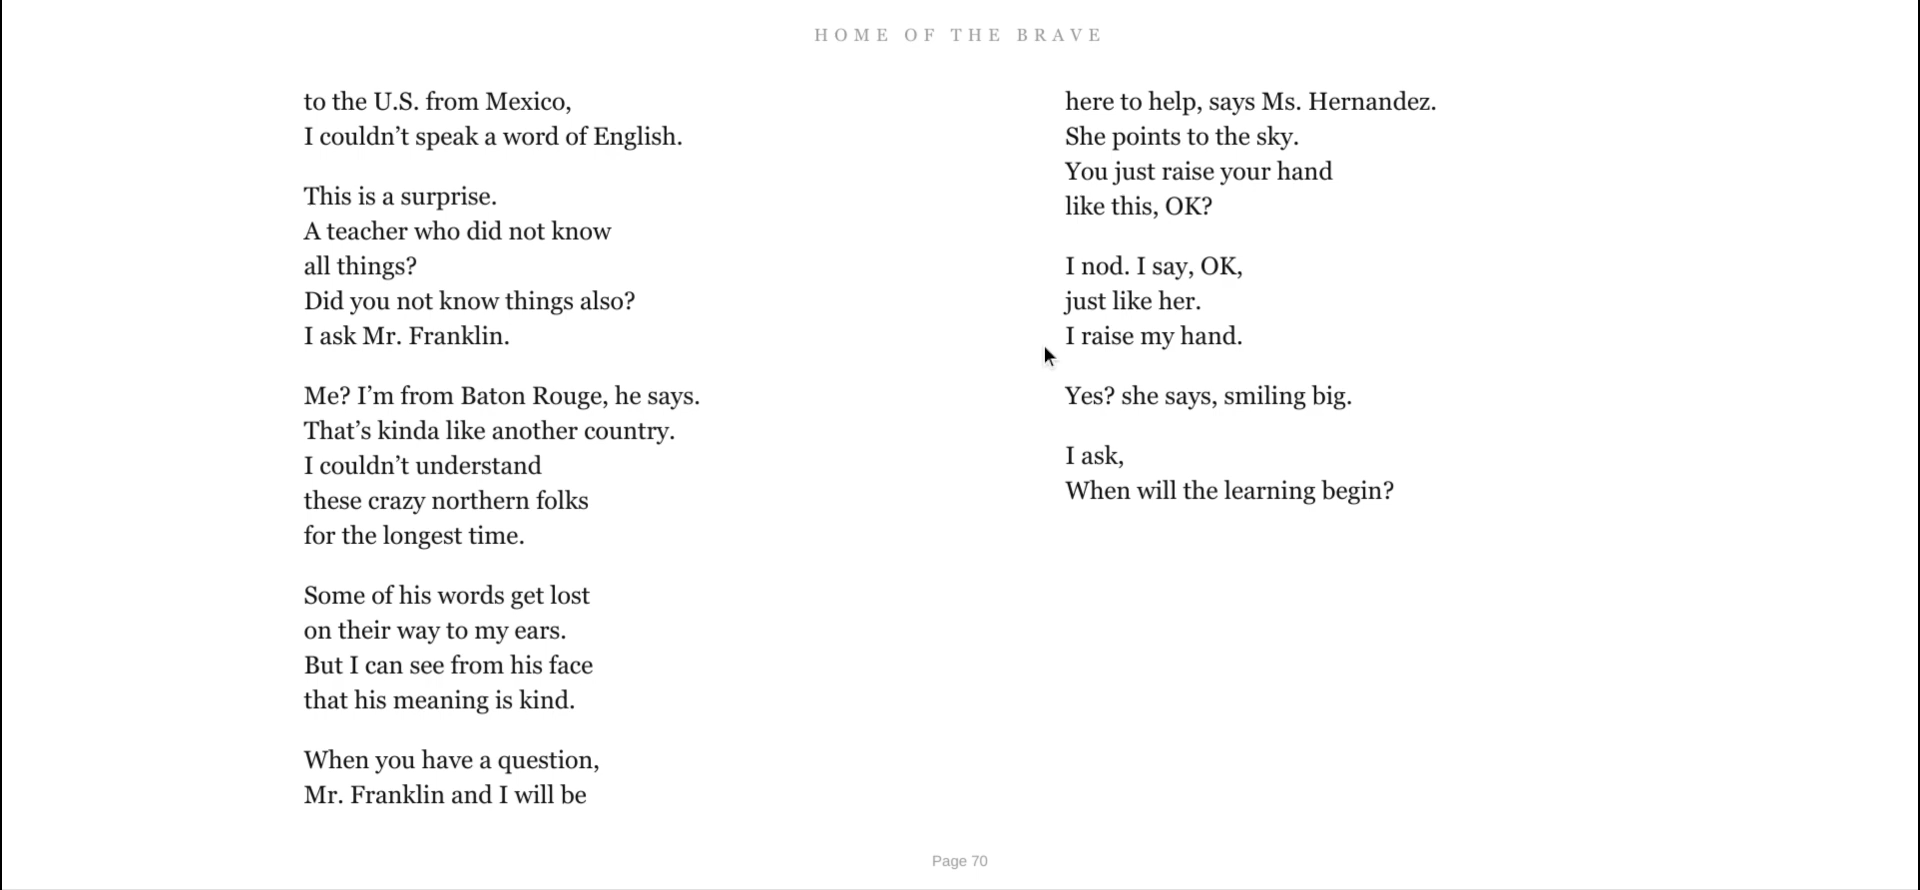 HOME OF THE BRAVE
to the U.S. from Mexico,
I couldn’t speak a word of English.
This is a surprise.
A teacher who did not know
all things?
Did you not know things also?
I ask Mr. Franklin.
Me? I’m from Baton Rouge, he says.
That’s kinda like another country.
I couldn’t understand
these crazy northern folks
for the longest time.
Some of his words get lost
on their way to my ears.
But I can see from his face
that his meaning is kind.
When you have a question,
Mr. Franklin and I will be
here to help, says Ms. Hernandez.
She points to the sky.
You just raise your hand
like this, OK?
I nod. I say, OK,
just like her.
I raise my hand.
Yes? she says, smiling big.
I ask,
When will the learning begin?
Page 70